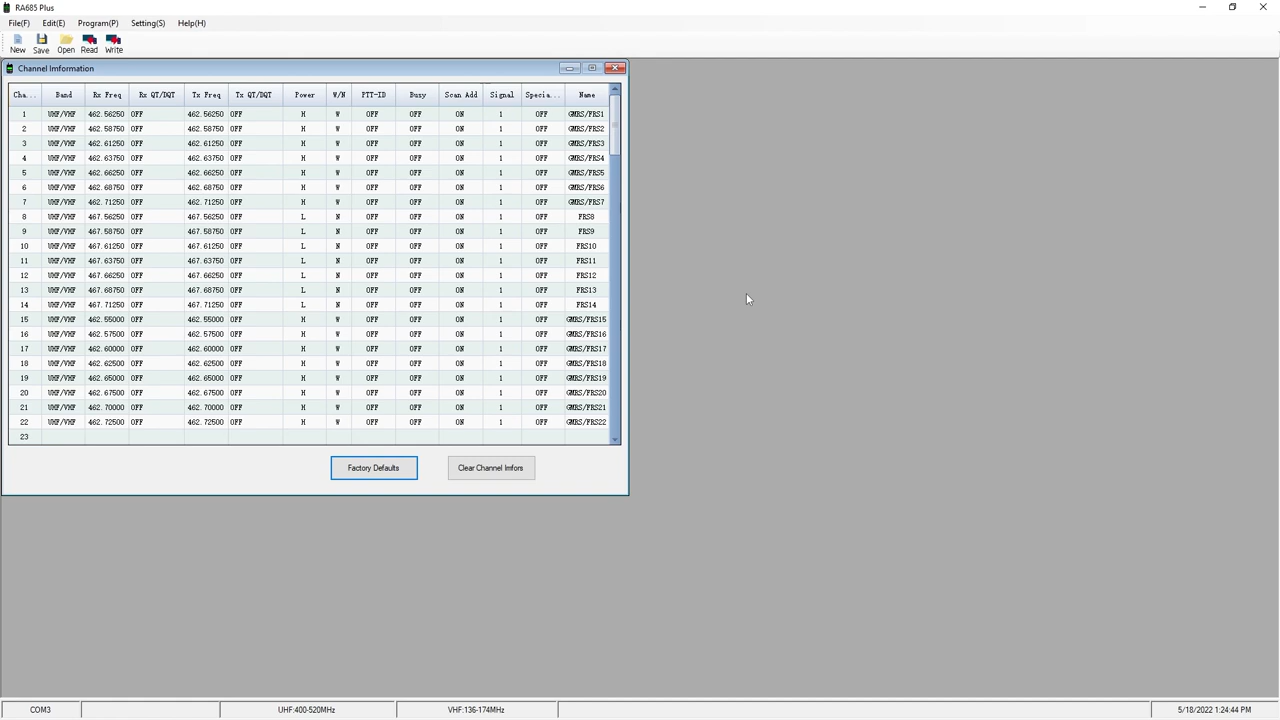 RA685 Plus
File(F) Edit(E) Program(P) Setting(S) Help(H)
New Save Open Read Write
Channel Imformation
Cha... Band Rx Freq Rx QT/DQT Tx Freq Tx QT/DQT Power W/N PTT-ID Busy Scan Add Signal Specia... Name
1 UHF/VHF 462.56250 OFF 462.56250 OFF H W OFF OFF ON 1 OFF GMRS/FRS1
2 UHF/VHF 462.58750 OFF 462.58750 OFF H W OFF OFF ON 1 OFF GMRS/FRS2
3 UHF/VHF 462.61250 OFF 462.61250 OFF H W OFF OFF ON 1 OFF GMRS/FRS3
4 UHF/VHF 462.63750 OFF 462.63750 OFF H W OFF OFF ON 1 OFF GMRS/FRS4
5 UHF/VHF 462.66250 OFF 462.66250 OFF H W OFF OFF ON 1 OFF GMRS/FRS5
6 UHF/VHF 462.68750 OFF 462.68750 OFF H W OFF OFF ON 1 OFF GMRS/FRS6
7 UHF/VHF 462.71250 OFF 462.71250 OFF H W OFF OFF ON 1 OFF GMRS/FRS7
8 UHF/VHF 467.56250 OFF 467.56250 OFF L N OFF OFF ON 1 OFF FRS8
9 UHF/VHF 467.58750 OFF 467.58750 OFF L N OFF OFF ON 1 OFF FRS9
10 UHF/VHF 467.61250 OFF 467.61250 OFF L N OFF OFF ON 1 OFF FRS10
11 UHF/VHF 467.63750 OFF 467.63750 OFF L N OFF OFF ON 1 OFF FRS11
12 UHF/VHF 467.66250 OFF 467.66250 OFF L N OFF OFF ON 1 OFF FRS12
13 UHF/VHF 467.68750 OFF 467.68750 OFF L N OFF OFF ON 1 OFF FRS13
14 UHF/VHF 467.71250 OFF 467.71250 OFF L N OFF OFF ON 1 OFF FRS14
15 UHF/VHF 462.55000 OFF 462.55000 OFF H W OFF OFF ON 1 OFF GMRS/FRS15
16 UHF/VHF 462.57500 OFF 462.57500 OFF H W OFF OFF ON 1 OFF GMRS/FRS16
17 UHF/VHF 462.60000 OFF 462.60000 OFF H W OFF OFF ON 1 OFF GMRS/FRS17
18 UHF/VHF 462.62500 OFF 462.62500 OFF H W OFF OFF ON 1 OFF GMRS/FRS18
19 UHF/VHF 462.65000 OFF 462.65000 OFF H W OFF OFF ON 1 OFF GMRS/FRS19
20 UHF/VHF 462.67500 OFF 462.67500 OFF H W OFF OFF ON 1 OFF GMRS/FRS20
21 UHF/VHF 462.70000 OFF 462.70000 OFF H W OFF OFF ON 1 OFF GMRS/FRS21
22 UHF/VHF 462.72500 OFF 462.72500 OFF H W OFF OFF ON 1 OFF GMRS/FRS22
23
Factory Defaults Clear Channel Imfors
COM3 UHF:400-520MHz VHF:136-174MHz 5/18/2022 1:24:44 PM